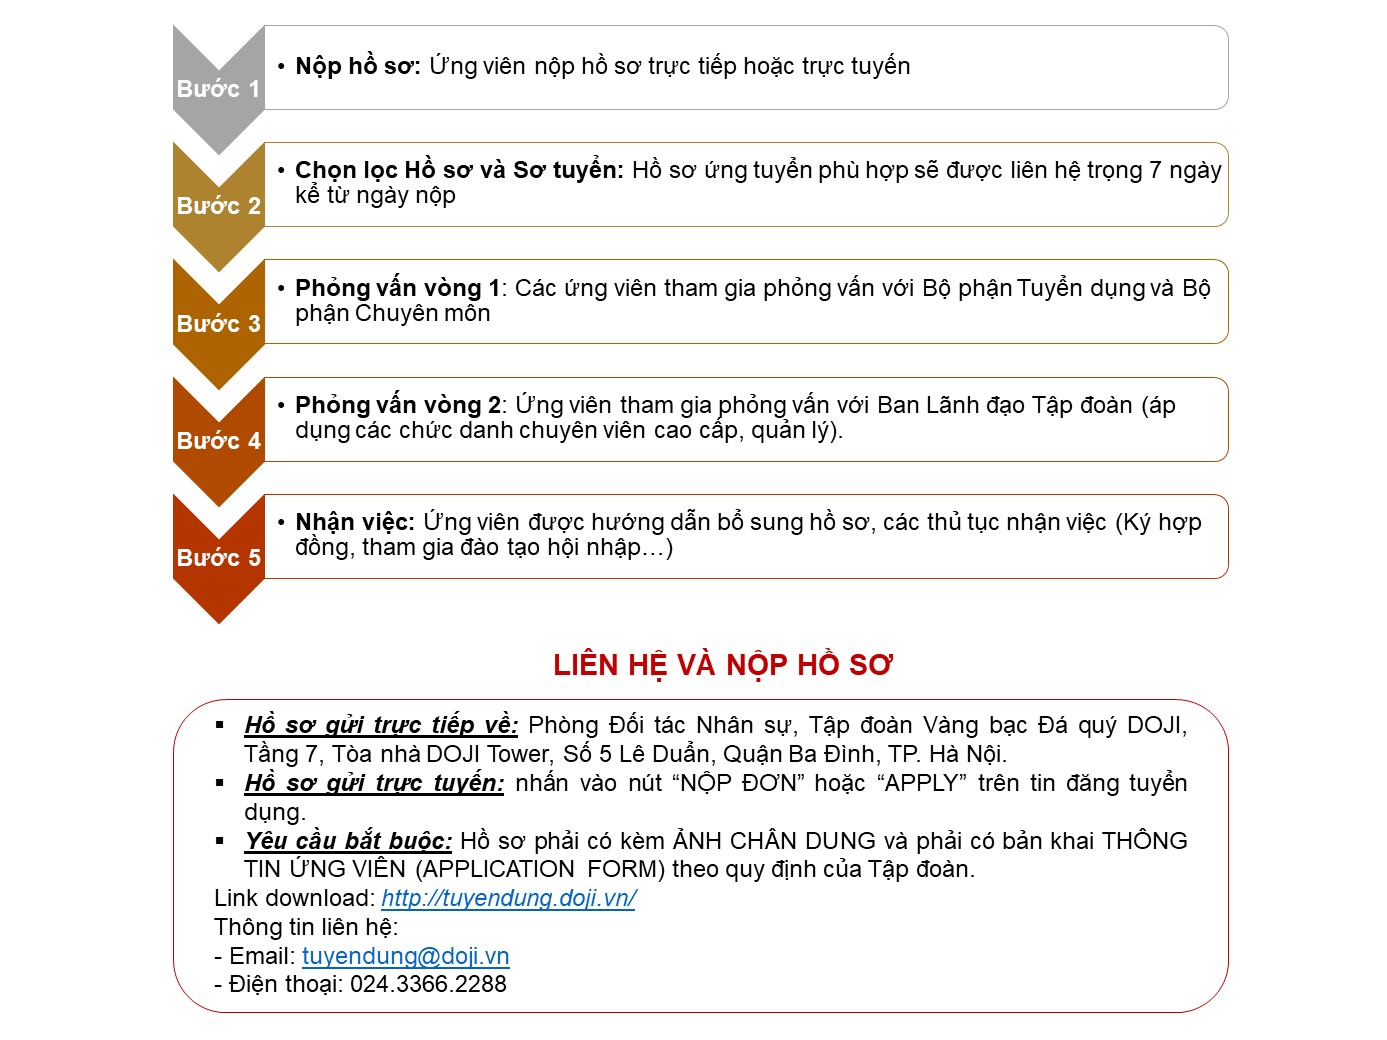 Bước 1
• Nộp hồ sơ: Ứng viên nộp hồ sơ trực tiếp hoặc trực tuyến
Bước 2
• Chọn lọc Hồ sơ và Sơ tuyển: Hồ sơ ứng tuyển phù hợp sẽ được liên hệ trọng 7 ngày
kể từ ngày nộp
Bước 3
• Phỏng vấn vòng 1: Các ứng viên tham gia phỏng vấn với Bộ phận Tuyển dụng và Bộ
phận Chuyên môn
Bước 4
• Phỏng vấn vòng 2: Ứng viên tham gia phỏng vấn với Ban Lãnh đạo Tập đoàn (áp
dụng các chức danh chuyên viên cao cấp, quản lý).
Bước 5
• Nhận việc: Ứng viên được hướng dẫn bổ sung hồ sơ, các thủ tục nhận việc (Ký hợp
đồng, tham gia đào tạo hội nhập…)
LIÊN HỆ VÀ NỘP HỒ SƠ
▪ Hồ sơ gửi trực tiếp về: Phòng Đối tác Nhân sự, Tập đoàn Vàng bạc Đá quý DOJI,
Tầng 7, Tòa nhà DOJI Tower, Số 5 Lê Duẩn, Quận Ba Đình, TP. Hà Nội.
▪ Hồ sơ gửi trực tuyến: nhấn vào nút “NỘP ĐƠN” hoặc “APPLY” trên tin đăng tuyển
dụng.
▪ Yêu cầu bắt buộc: Hồ sơ phải có kèm ẢNH CHÂN DUNG và phải có bản khai THÔNG
TIN ỨNG VIÊN (APPLICATION FORM) theo quy định của Tập đoàn.
Link download: http://tuyendung.doji.vn/
Thông tin liên hệ:
- Email: tuyendung@doji.vn
- Điện thoại: 024.3366.2288